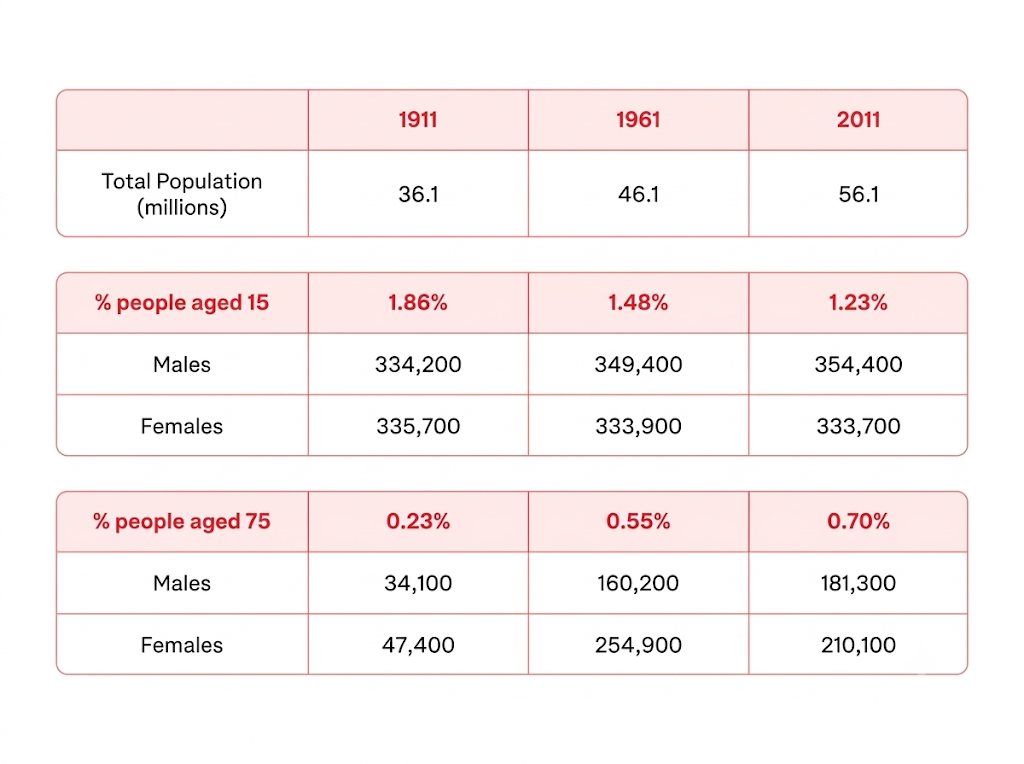 1911 1961 2011
Total Population
(millions) 36.1 46.1 56.1
% people aged 15 1.86% 1.48% 1.23%
Males 334,200 349,400 354,400
Females 335,700 333,900 333,700
% people aged 75 0.23% 0.55% 0.70%
Males 34,100 160,200 181,300
Females 47,400 254,900 210,100